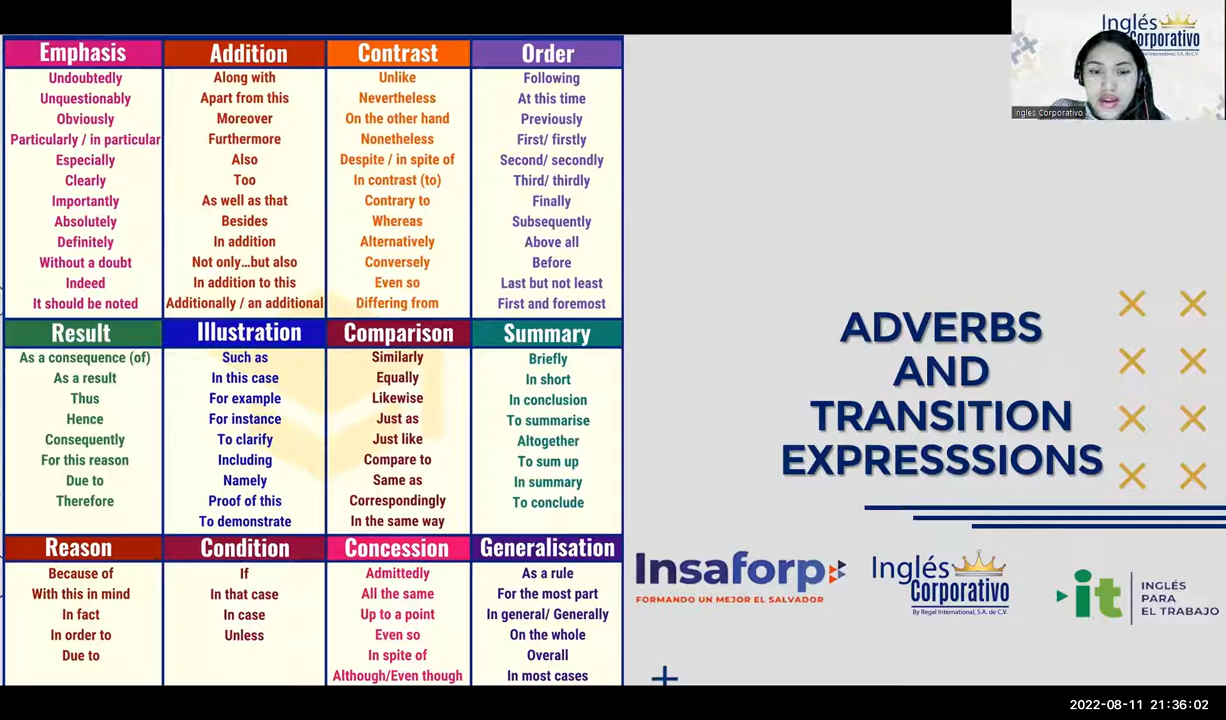 Emphasis
Undoubtedly
Unquestionably
Obviously
Particularly / in particular
Especially
Clearly
Importantly
Absolutely
Definitely
Without a doubt
Indeed
It should be noted
Addition
Along with
Apart from this
Moreover
Furthermore
Also
Too
As well as that
Besides
In addition
Not only...but also
In addition to this
Additionally / an additional
Contrast
Unlike
Nevertheless
On the other hand
Nonetheless
Despite / in spite of
In contrast (to)
Contrary to
Whereas
Alternatively
Conversely
Even so
Differing from
Order
Following
At this time
Previously
First/ firstly
Second/ secondly
Third/ thirdly
Finally
Subsequently
Above all
Before
Last but not least
First and foremost
Result
As a consequence (of)
As a result
Thus
Hence
Consequently
For this reason
Due to
Therefore
Illustration
Such as
In this case
For example
For instance
To clarify
Including
Namely
Proof of this
To demonstrate
Comparison
Similarly
Equally
Likewise
Just as
Just like
Compare to
Same as
Correspondingly
In the same way
Summary
Briefly
In short
In conclusion
To summarise
Altogether
To sum up
In summary
To conclude
Reason
Because of
With this in mind
In fact
In order to
Due to
Condition
If
In that case
In case
Unless
Concession
Admittedly
All the same
Up to a point
Even so
In spite of
Although/Even though
Generalisation
As a rule
For the most part
In general/ Generally
On the whole
Overall
In most cases
Inglés
Corporativo
Ingles Corporativo
ADVERBS
AND
TRANSITION
EXPRESSSIONS
Insaforp
FORMANDO UN MEJOR EL SALVADOR
Inglés
Corporativo
By Regal International, S.A. de C.V.
it
INGLÉS
PARA
EL TRABAJO
2022-08-11 21:36:02